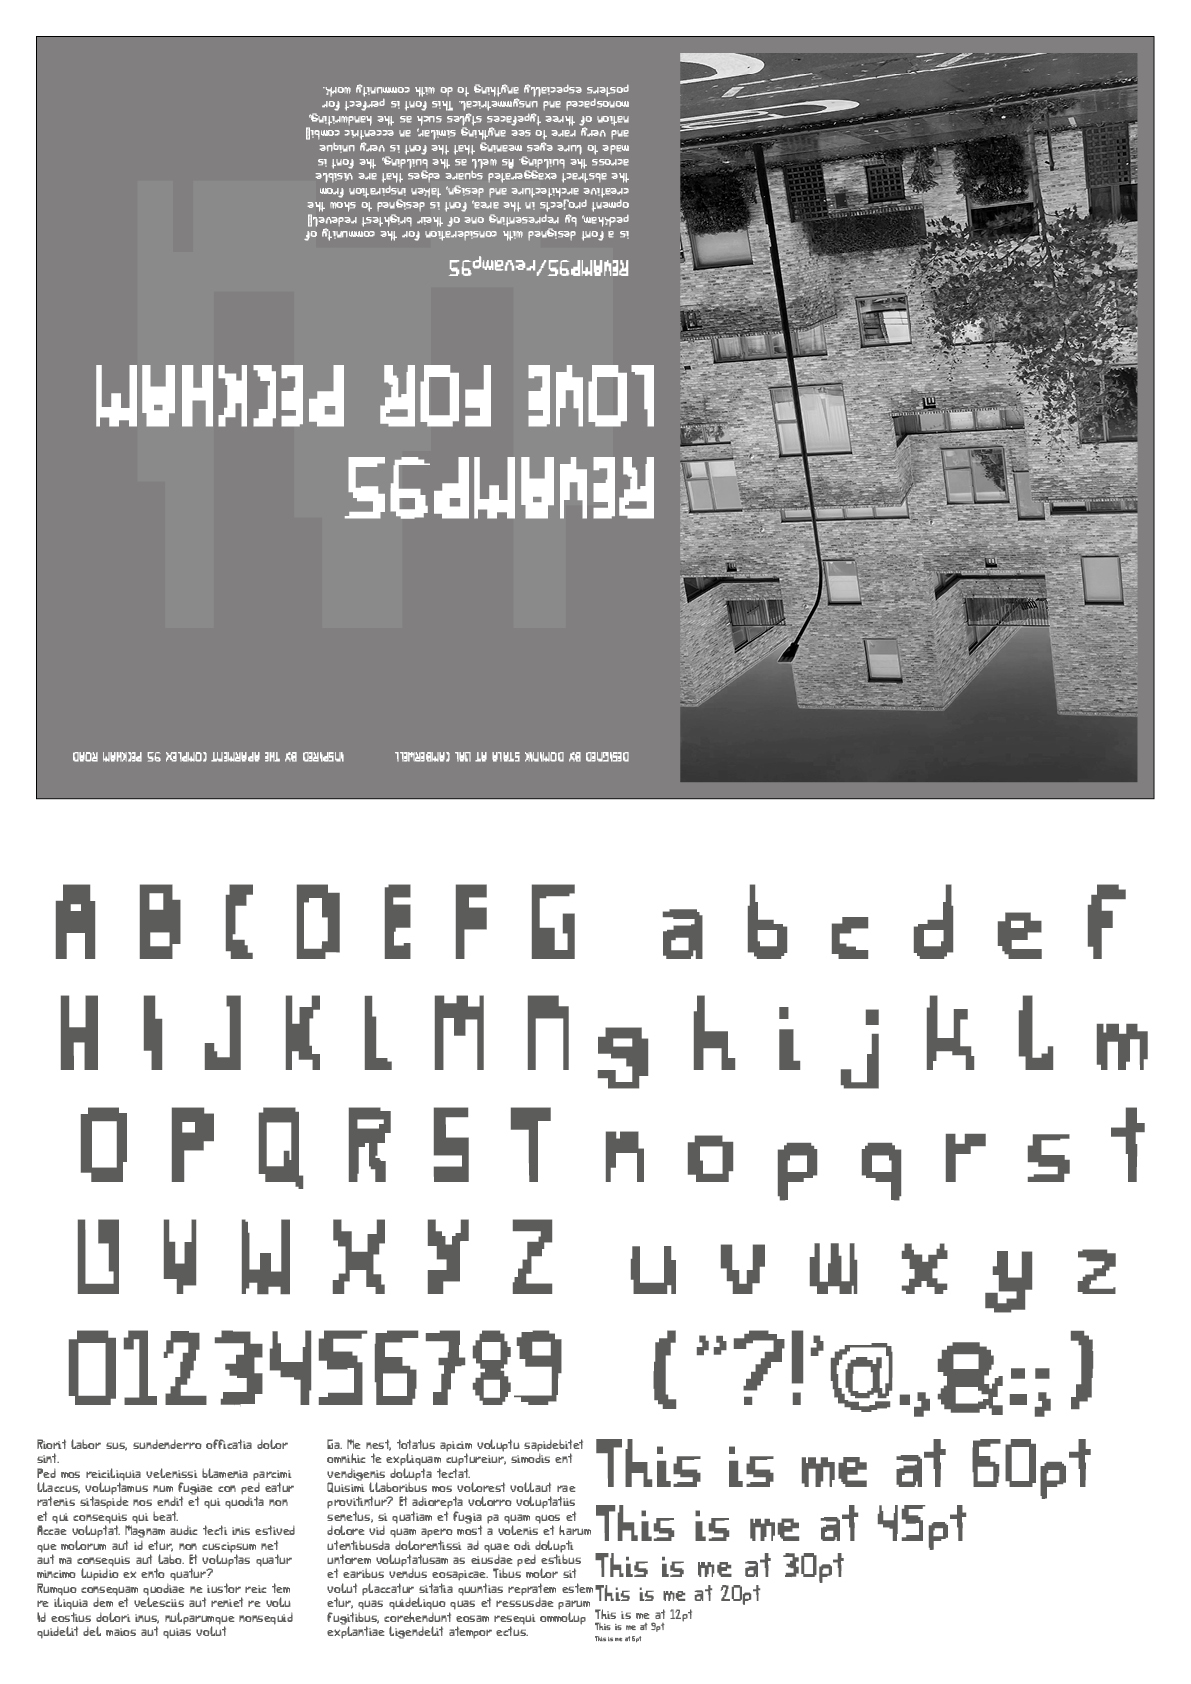 DESIGNED BY DOMINIK STALA AT UAL CAMBERWELL
INSPIRED BY THE APARMENT COMPLEX 95 PECKHAM ROAD
REVAMP95
LOVE FOR PECKHAM
REVAMP95/revamp95
is a font designed with consideration for the community of
peckham, by representing one of their brightest redevel||
opment projects in the area, font is designed to show the
creative architecture and design, taken inspiration from
the abstract exaggerated square edges that are visible
across the building. As well as the building, the font is
made to lure eyes meaning that the font is very unique
and very rare to see anything similar, an eccentric combi||
nation of three typefaces styles such as the handwriting,
monospaced and unsymmetrical. This font is perfect for
posters especially anything to do with community work.
A B C D E F G
H I J K L M N
O P Q R S T
U V W X Y Z
0123456789
a b c d e f
g h i j k l m
n o p q r s t
u v w x y z
("?!'@.,&:;)
Riorit labor sus, sundenderro officatia dolor
sint.
Ped mos reiciliquia velenissi blamenia parcimi
llaccus, voluptamus num fugiae con ped eatur
ratenis sitaspide nos endit et qui quodita non
et qui consequis qui beat.
Accae voluptat. Magnam audic tecti inis estived
que molorum aut id etur, non cuscipsum net
aut ma consequis aut labo. Et voluptas quatur
mincimo lupidio ex ento quatur?
Rumquo consequam quodiae ne iustor reic tem
re iliquia dem et velesciis aut reniet re volu
Id eostius dolori inus, nulparumque nonsequid
quidelit del maios aut quias volut
Ga. Me nest, totatus apicim voluptu sapidebitet
omnihic te expliquam cuptureiur, simodis ent
vendigenis dolupta tectat.
Quisimi llaboribus mos volorest vollaut rae
provitintur? Et adiorepta volorro voluptatiis
senetus, si quatiam et fugia pa quam quos et
dolore vid quam apero most a volenis et harum
utentibusda dolorentissi ad quae odi dolupti
untorem voluptatusam as eiusdae ped estibus
et earibus vendus eosapicae. Tibus molor sit
volut placcatur sitatia quuntias repratem estem
etur, quas quideliquo quas et ressusdae parum
fugitibus, corehendunt eosam resequi ommolup
explantiae ligendelit atempor ectus.
This is me at 60pt
This is me at 45pt
This is me at 30pt
This is me at 20pt
This is me at 12pt
This is me at 9pt
This is me at 6pt